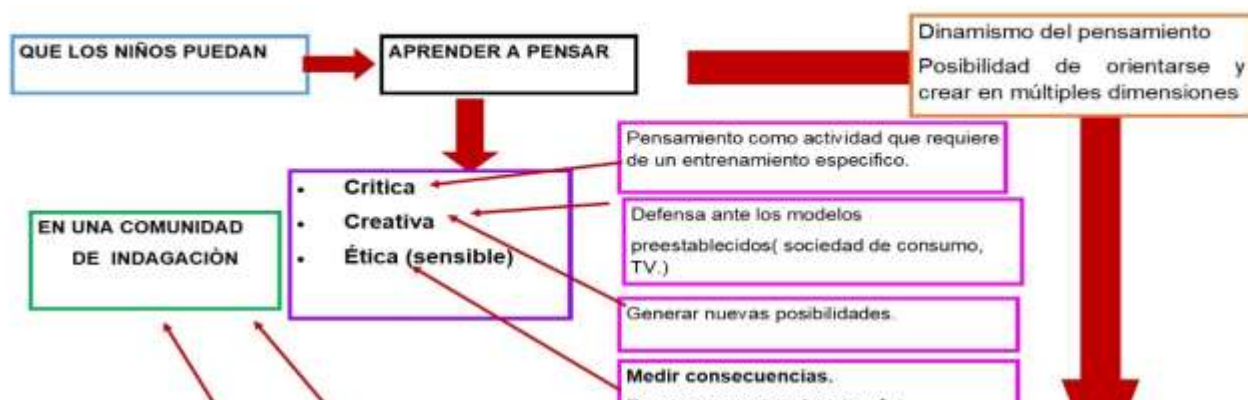 QUE LOS NIÑOS PUEDAN
APRENDER A PENSAR
Dinamismo del pensamiento
Posibilidad de orientarse y
crear en múltiples dimensiones
Pensamiento como actividad que requiere
de un entrenamiento especifico.
• Critica
• Creativa
• Ética (sensible)
EN UNA COMUNIDAD
DE INDAGACIÒN
Defensa ante los modelos
preestablecidos( sociedad de consumo,
TV.)
Generar nuevas posibilidades.
Medir consecuencias.